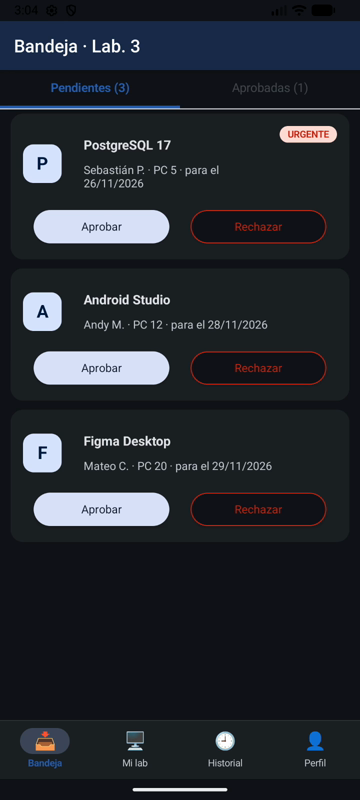 3:04
Bandeja · Lab. 3
Pendientes (3)
Aprobadas (1)
URGENTE
P
PostgreSQL 17
Sebastián P. · PC 5 · para el
26/11/2026
Aprobar
Rechazar
A
Android Studio
Andy M. · PC 12 · para el 28/11/2026
Aprobar
Rechazar
F
Figma Desktop
Mateo C. · PC 20 · para el 29/11/2026
Aprobar
Rechazar
Bandeja
Mi lab
Historial
Perfil